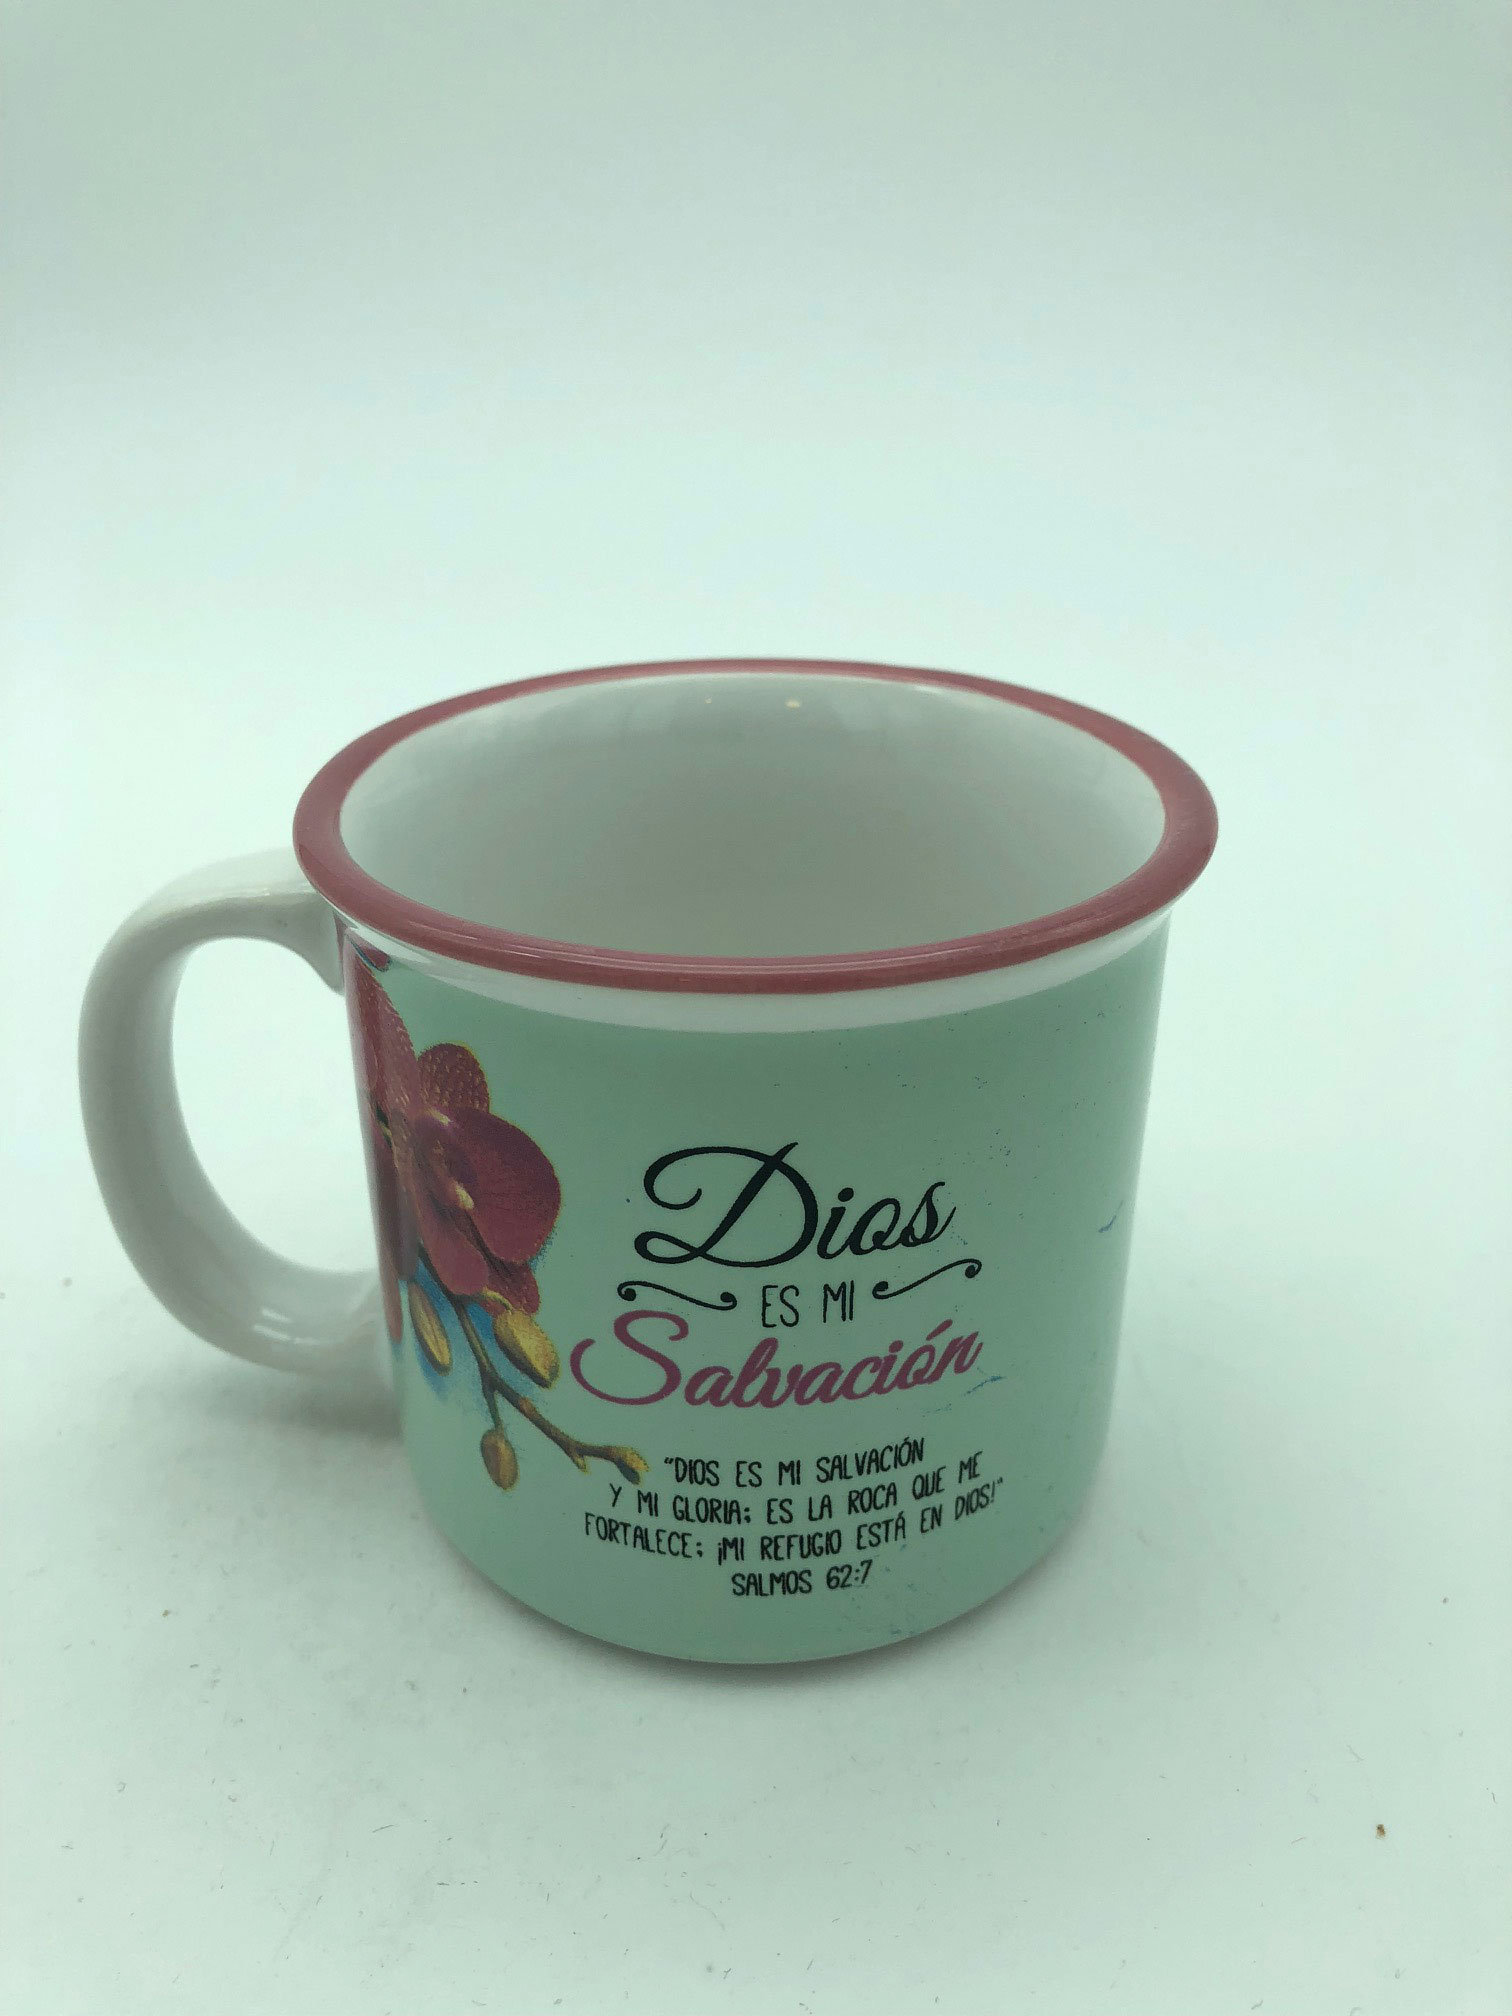 Dios
ES MI
Salvación
"DIOS ES MI SALVACIÓN
Y MI GLORIA; ES LA ROCA QUE ME
FORTALECE; ¡MI REFUGIO ESTÁ EN DIOS!"
SALMOS 62:7